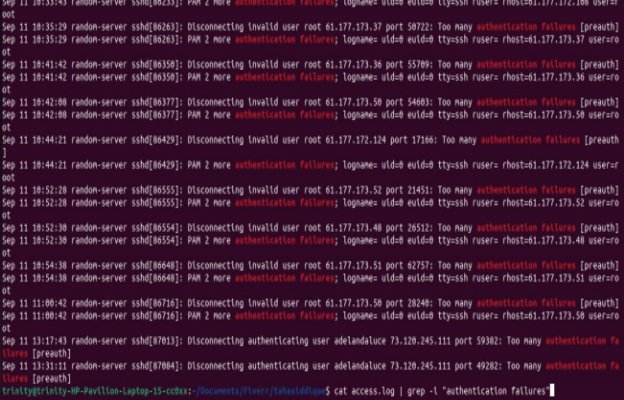 Sep 11 10:33:43 random-server sshd[86233]: PAM 2 more authentication failures; logname= uid=0 euid=0 tty=ssh ruser= rhost=61.177.172.108 user=r
oot
Sep 11 10:35:29 random-server sshd[86263]: Disconnecting invalid user root 61.177.173.37 port 50722: Too many authentication failures [preauth]
Sep 11 10:35:29 random-server sshd[86263]: PAM 2 more authentication failures; logname= uid=0 euid=0 tty=ssh ruser= rhost=61.177.173.37 user=ro
ot
Sep 11 10:41:42 random-server sshd[86350]: Disconnecting invalid user root 61.177.173.36 port 55709: Too many authentication failures [preauth]
Sep 11 10:41:42 random-server sshd[86350]: PAM 2 more authentication failures; logname= uid=0 euid=0 tty=ssh ruser= rhost=61.177.173.36 user=ro
ot
Sep 11 10:42:08 random-server sshd[86377]: Disconnecting invalid user root 61.177.173.50 port 54603: Too many authentication failures [preauth]
Sep 11 10:42:08 random-server sshd[86377]: PAM 2 more authentication failures; logname= uid=0 euid=0 tty=ssh ruser= rhost=61.177.173.50 user=ro
ot
Sep 11 10:44:21 random-server sshd[86429]: Disconnecting invalid user root 61.177.172.124 port 17166: Too many authentication failures [preauth
]
Sep 11 10:44:21 random-server sshd[86429]: PAM 2 more authentication failures; logname= uid=0 euid=0 tty=ssh ruser= rhost=61.177.172.124 user=r
oot
Sep 11 10:52:28 random-server sshd[86555]: Disconnecting invalid user root 61.177.173.52 port 21451: Too many authentication failures [preauth]
Sep 11 10:52:28 random-server sshd[86555]: PAM 2 more authentication failures; logname= uid=0 euid=0 tty=ssh ruser= rhost=61.177.173.52 user=ro
ot
Sep 11 10:52:30 random-server sshd[86554]: Disconnecting invalid user root 61.177.173.48 port 26512: Too many authentication failures [preauth]
Sep 11 10:52:30 random-server sshd[86554]: PAM 2 more authentication failures; logname= uid=0 euid=0 tty=ssh ruser= rhost=61.177.173.48 user=ro
ot
Sep 11 10:54:38 random-server sshd[86648]: Disconnecting invalid user root 61.177.173.51 port 62757: Too many authentication failures [preauth]
Sep 11 10:54:38 random-server sshd[86648]: PAM 2 more authentication failures; logname= uid=0 euid=0 tty=ssh ruser= rhost=61.177.173.51 user=ro
ot
Sep 11 11:00:42 random-server sshd[86716]: Disconnecting invalid user root 61.177.173.50 port 28240: Too many authentication failures [preauth]
Sep 11 11:00:42 random-server sshd[86716]: PAM 2 more authentication failures; logname= uid=0 euid=0 tty=ssh ruser= rhost=61.177.173.50 user=ro
ot
Sep 11 13:17:43 random-server sshd[87013]: Disconnecting authenticating user adelandaluce 73.120.245.111 port 59382: Too many authentication fa
ilures [preauth]
Sep 11 13:31:11 random-server sshd[87084]: Disconnecting authenticating user adelandaluce 73.120.245.111 port 49282: Too many authentication fa
ilures [preauth]
trinity@trinity-HP-Pavilion-Laptop-15-cc0xx:~/Documents/Fiverr/tahaxiddique$ cat access.log | grep -i "authentication failures"